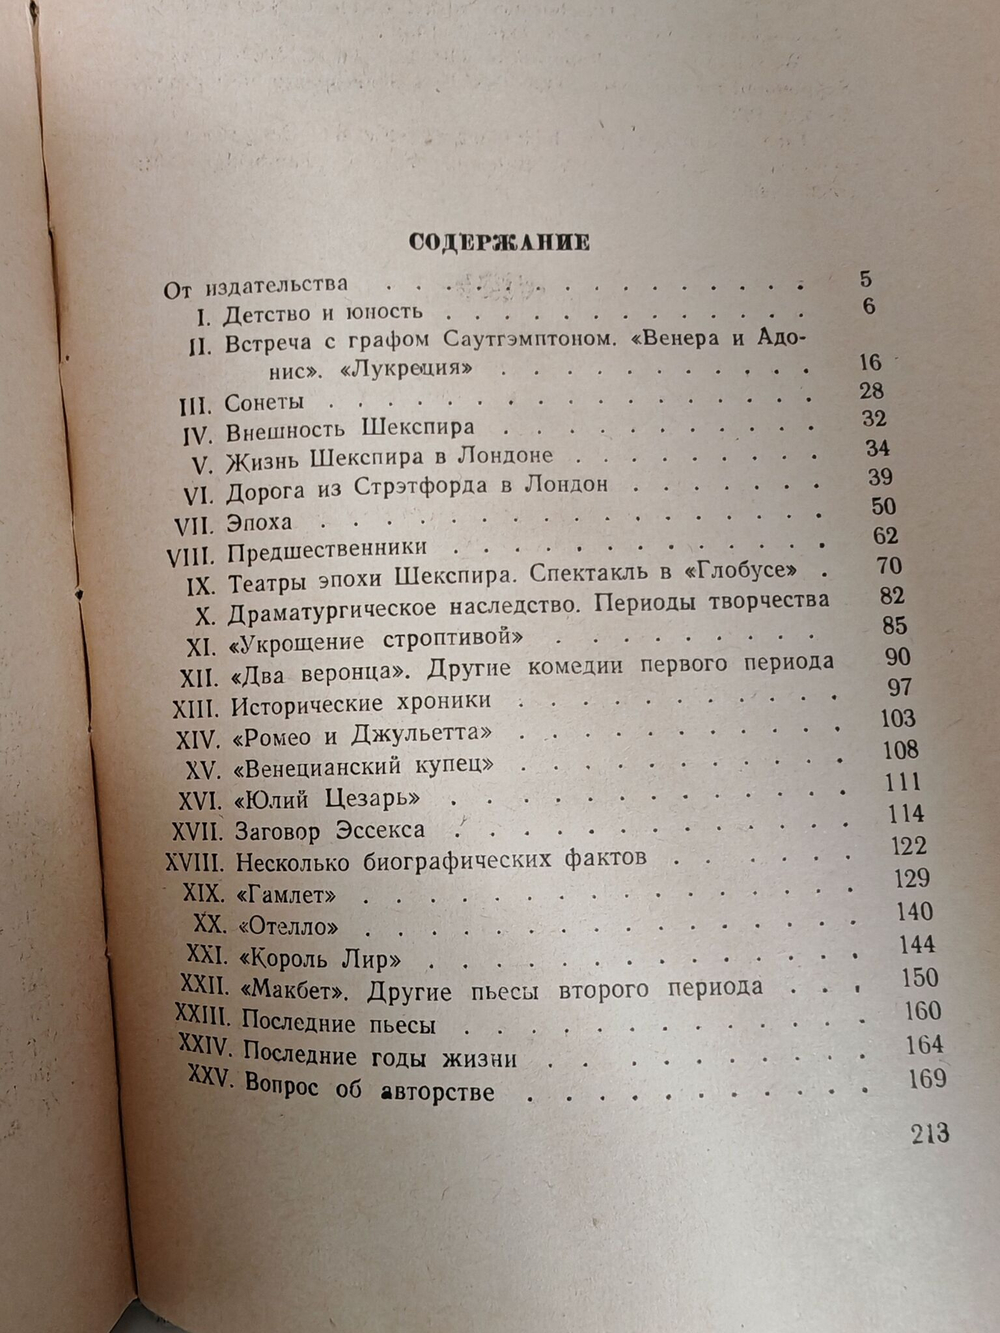 СОДЕРЖАНИЕ
От издательства . . . . . . . . . . . . . . 5
I. Детство и юность . . . . . . . . . . . . . 6
II. Встреча с графом Саутгэмптоном. «Венера и Адо-
нис». «Лукреция» . . . . . . . . . . . 16
III. Сонеты . . . . . . . . . . . . . . . . . 28
IV. Внешность Шекспира . . . . . . . . . . . 32
V. Жизнь Шекспира в Лондоне . . . . . . . . . 34
VI. Дорога из Стрэтфорда в Лондон . . . . . . . 39
VII. Эпоха . . . . . . . . . . . . . . . . . 50
VIII. Предшественники . . . . . . . . . . . . . 62
IX. Театры эпохи Шекспира. Спектакль в «Глобусе» . 70
X. Драматургическое наследство. Периоды творчества 82
XI. «Укрощение строптивой» . . . . . . . . . 85
XII. «Два веронца». Другие комедии первого периода 90
XIII. Исторические хроники . . . . . . . . . . . 97
XIV. «Ромео и Джульетта» . . . . . . . . . . . 103
XV. «Венецианский купец» . . . . . . . . . . . 108
XVI. «Юлий Цезарь» . . . . . . . . . . . . . 111
XVII. Заговор Эссекса . . . . . . . . . . . . . 114
XVIII. Несколько биографических фактов . . . . . . 122
XIX. «Гамлет» . . . . . . . . . . . . . . . . 129
XX. «Отелло» . . . . . . . . . . . . . . . . 140
XXI. «Король Лир» . . . . . . . . . . . . . . 144
XXII. «Макбет». Другие пьесы второго периода . . . 150
XXIII. Последние пьесы . . . . . . . . . . . . . 160
XXIV. Последние годы жизни . . . . . . . . . . 164
XXV. Вопрос об авторстве . . . . . . . . . . . 169
213